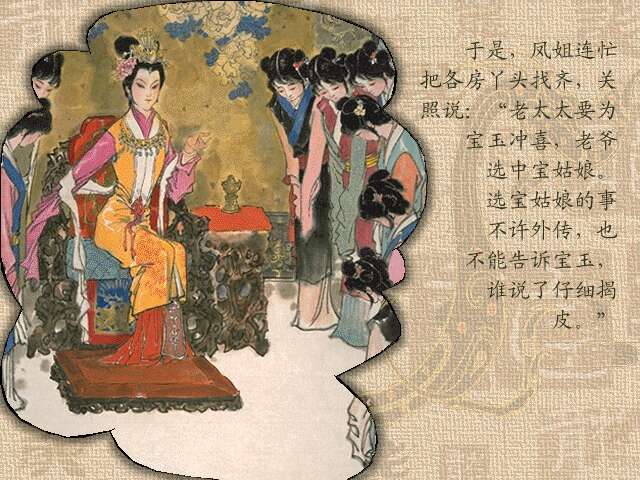 于是，凤姐连忙
把各房丫头找齐，关
照说：“老太太要为
宝玉冲喜，老爷
选中宝姑娘。
选宝姑娘的事
不许外传，也
不能告诉宝玉，
谁说了仔细揭
皮。”